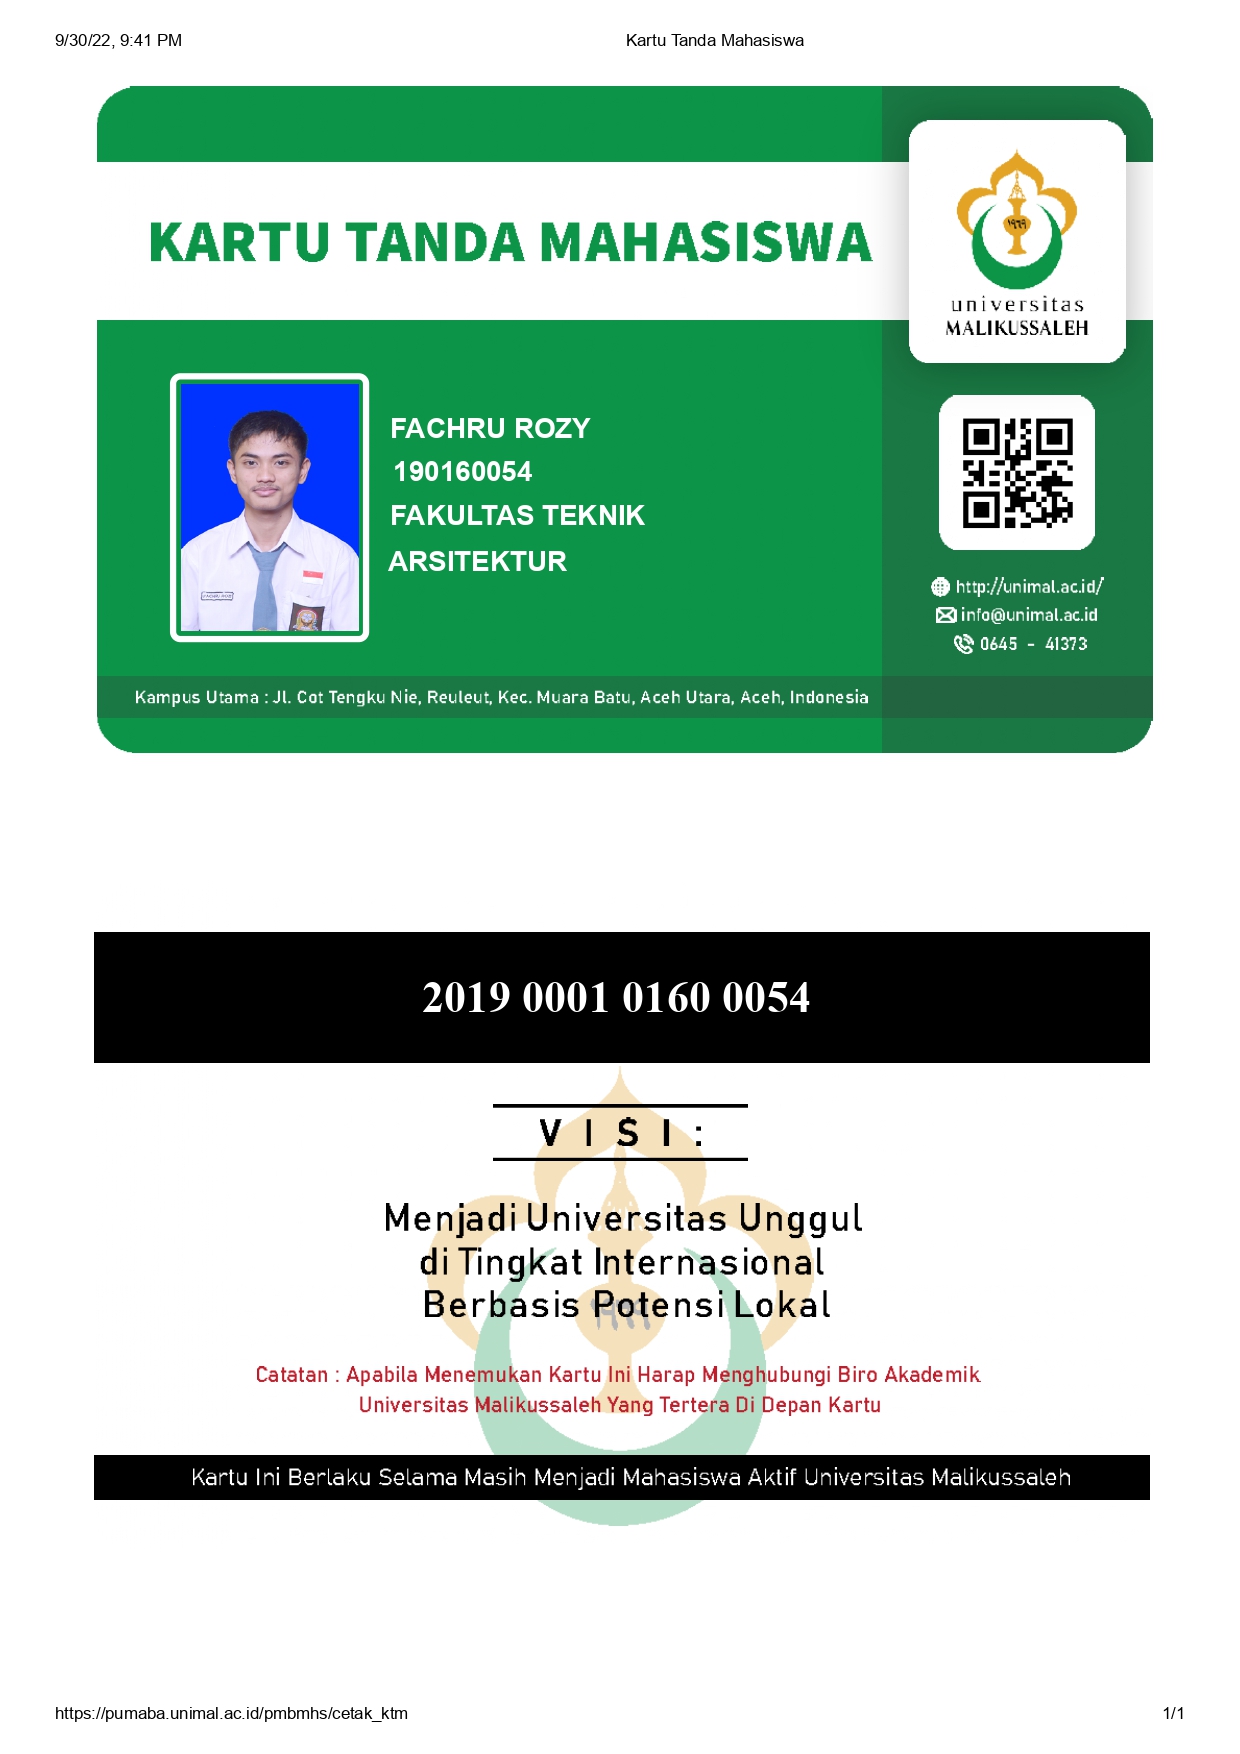 9/30/22, 9:41 PM
Kartu Tanda Mahasiswa
KARTU TANDA MAHASISWA
universitas
MALIKUSSALEH
FACHRU ROZY
190160054
FAKULTAS TEKNIK
ARSITEKTUR
FACHRU ROZY
http://unimal.ac.id/
info@unimal.ac.id
0645 - 41373
Kampus Utama : Jl. Cot Tengku Nie, Reuleut, Kec. Muara Batu, Aceh Utara, Aceh, Indonesia
2019 0001 0160 0054
VISI:
Menjadi Universitas Unggul
di Tingkat Internasional
Berbasis Potensi Lokal
Catatan : Apabila Menemukan Kartu Ini Harap Menghubungi Biro Akademik
Universitas Malikussaleh Yang Tertera Di Depan Kartu
Kartu Ini Berlaku Selama Masih Menjadi Mahasiswa Aktif Universitas Malikussaleh
https://pumaba.unimal.ac.id/pmbmhs/cetak_ktm
1/1